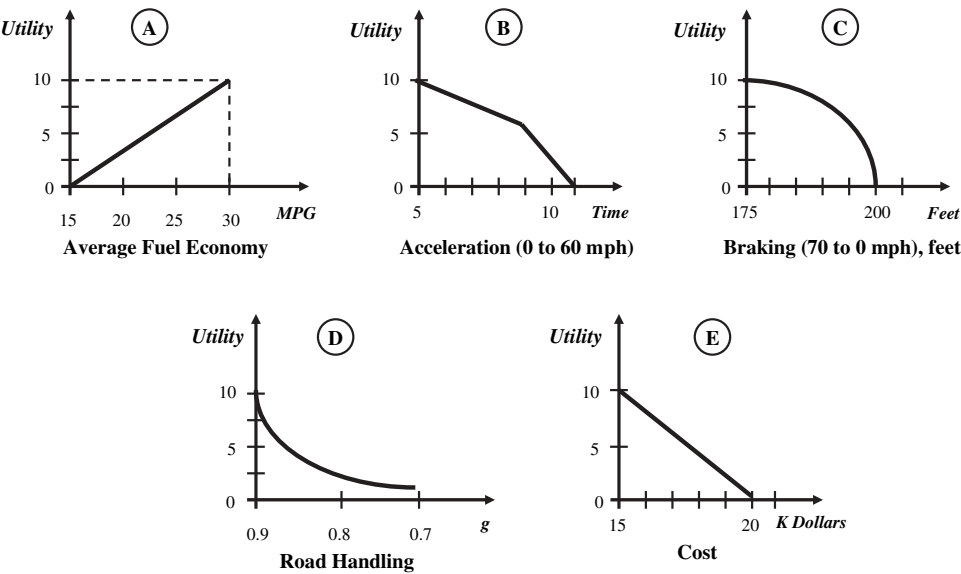 Utility A
10
5
0
15 20 25 30 MPG
Average Fuel Economy
Utility B
10
5
0
5 10 Time
Acceleration (0 to 60 mph)
Utility C
10
5
0
175 200 Feet
Braking (70 to 0 mph), feet
Utility D
10
5
0
0.9 0.8 0.7 g
Road Handling
Utility E
10
5
0
15 20 K Dollars
Cost